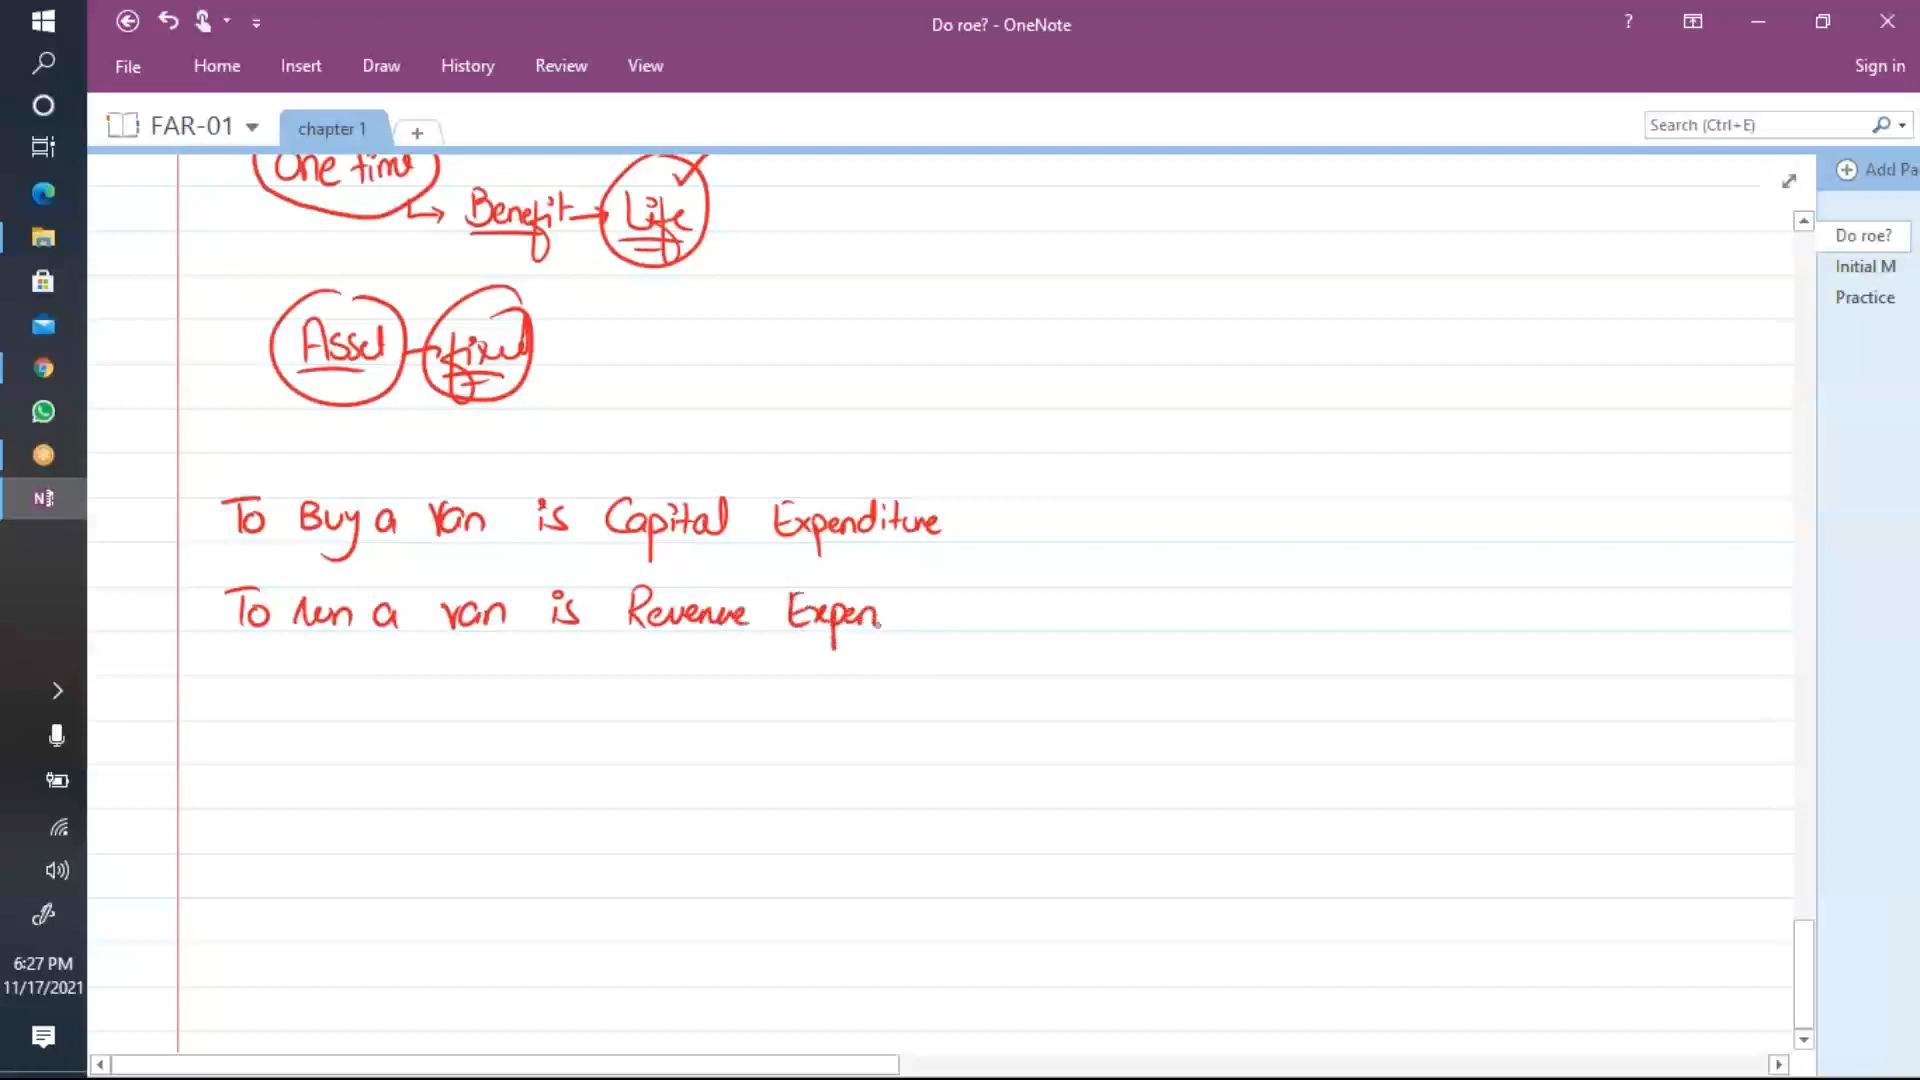 Do roe? - OneNote
?
File Home Insert Draw History Review View
Sign in
FAR-01
chapter 1
+
Search (Ctrl+E)
Add Pa
Do roe?
Initial M
Practice
One time
Benefit → Life
Asset fixed
To Buy a Van is Capital Expenditure
To run a van is Revenue Expen
6:27 PM
11/17/2021